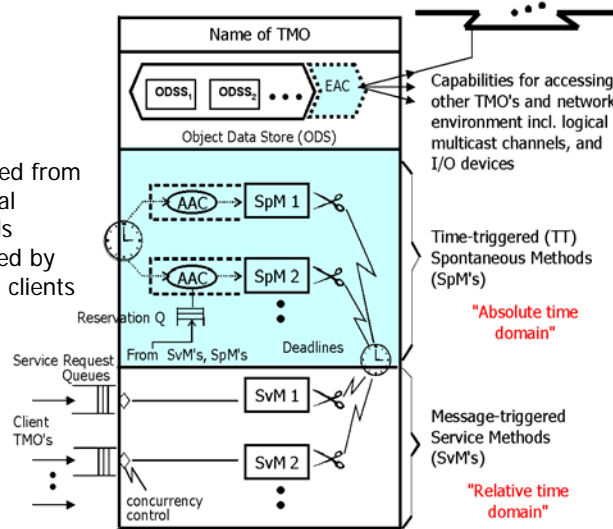 Name of TMO
ODSS1
ODSS2
EAC
Object Data Store (ODS)
Capabilities for accessing
other TMO's and network
environment incl. logical
multicast channels, and
I/O devices
ed from
al
s
ed by
clients
AAC
SpM 1
AAC
SpM 2
Reservation Q
From SvM's, SpM's
Deadlines
Time-triggered (TT)
Spontaneous Methods
(SpM's)
"Absolute time
domain"
Service Request
Queues
SvM 1
Client
TMO's
SvM 2
concurrency
control
Message-triggered
Service Methods
(SvM's)
"Relative time
domain"